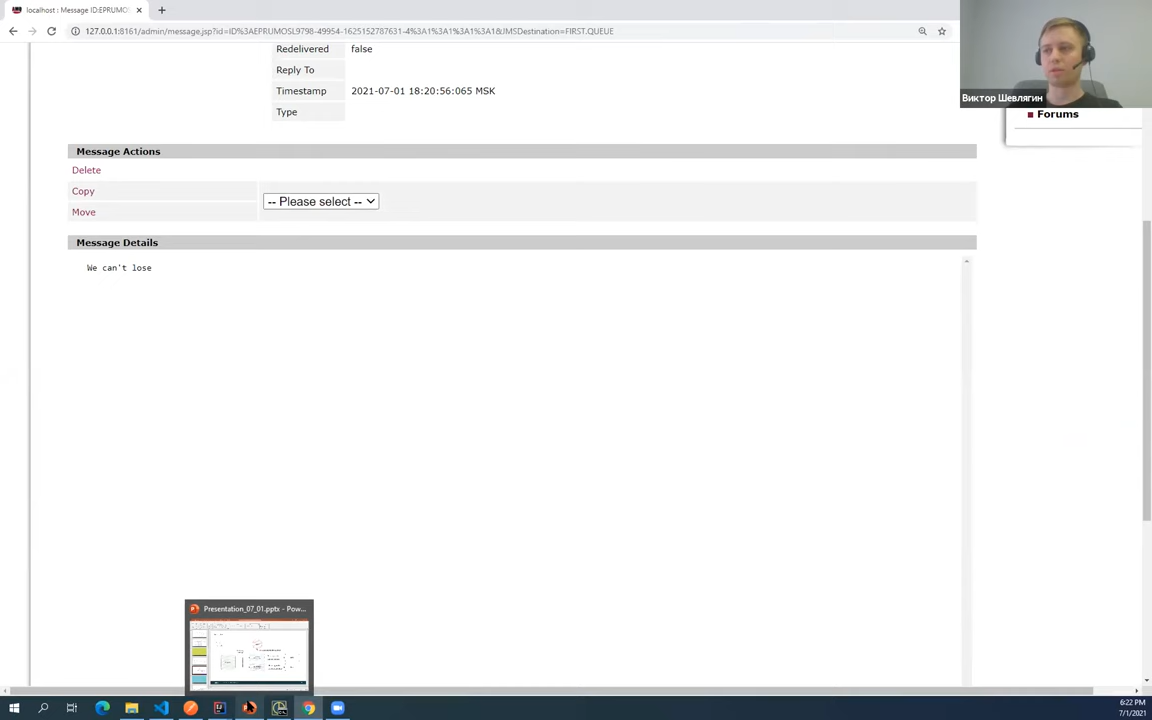 localhost : Message ID:EPRUMO
127.0.0.1:8161/admin/message.jsp?id=ID%3AEPRUMOSL9798-49954-1625152787631-4%3A1%3A1%3A1%3A1&JMSDestination=FIRST.QUEUE
Виктор Шевлягин
Redelivered false
Forums
Reply To
Timestamp 2021-07-01 18:20:56:065 MSK
Type
Message Actions
Delete
Copy
-- Please select --
Move
Message Details
We can't lose
Presentation_07_01.pptx - Pow...
6:22 PM
7/1/2021